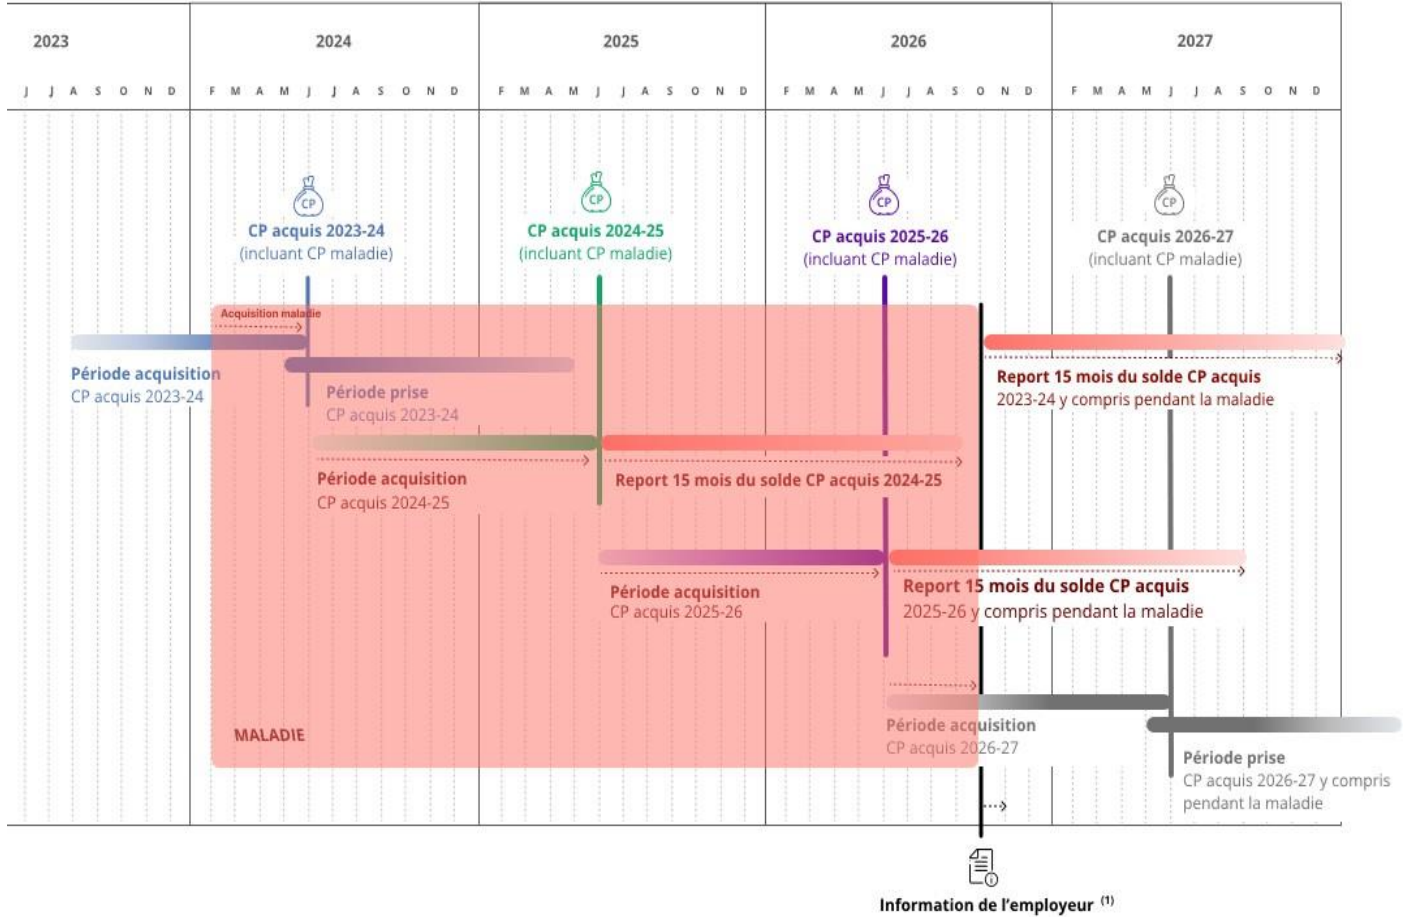 2023
2024
2025
2026
2027
J J A S O N D
F M A M J J A S O N D
F M A M J J A S O N D
F M A M J J A S O N D
F M A M J J A S O N D
CP
CP acquis 2023-24
(incluant CP maladie)
CP
CP acquis 2024-25
(incluant CP maladie)
CP
CP acquis 2025-26
(incluant CP maladie)
CP
CP acquis 2026-27
(incluant CP maladie)
Acquisition maladie
Période acquisition
CP acquis 2023-24
Période prise
CP acquis 2023-24
Report 15 mois du solde CP acquis
2023-24 y compris pendant la maladie
Période acquisition
CP acquis 2024-25
Report 15 mois du solde CP acquis 2024-25
Période acquisition
CP acquis 2025-26
Report 15 mois du solde CP acquis
2025-26 y compris pendant la maladie
MALADIE
Période acquisition
CP acquis 2026-27
Période prise
CP acquis 2026-27 y compris
pendant la maladie
Information de l'employeur (1)